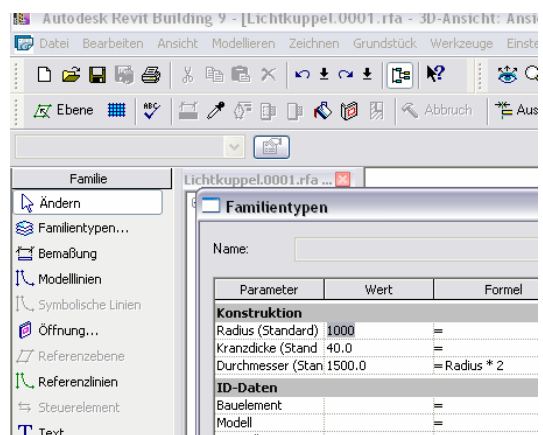 Autodesk Revit Building 9 - [Lichtkuppel.0001.rfa - 3D-Ansicht: Ansi
Datei Bearbeiten Ansicht Modellieren Zeichnen Grundstück Werkzeuge Einste
Ebene ABC Abbruch Aus
Familie
Lichtkuppel.0001.rfa ...
Ändern
Familientypen...
Bemaßung
Modelllinien
Symbolische Linien
Öffnung...
Referenzebene
Referenzlinien
Steuerelement
Text
Familientypen
Name:
Parameter Wert Formel
Konstruktion
Radius (Standard) 1000 =
Kranzdicke (Stand 40.0 =
Durchmesser (Stan 1500.0 = Radius * 2
ID-Daten
Bauelement =
Modell =